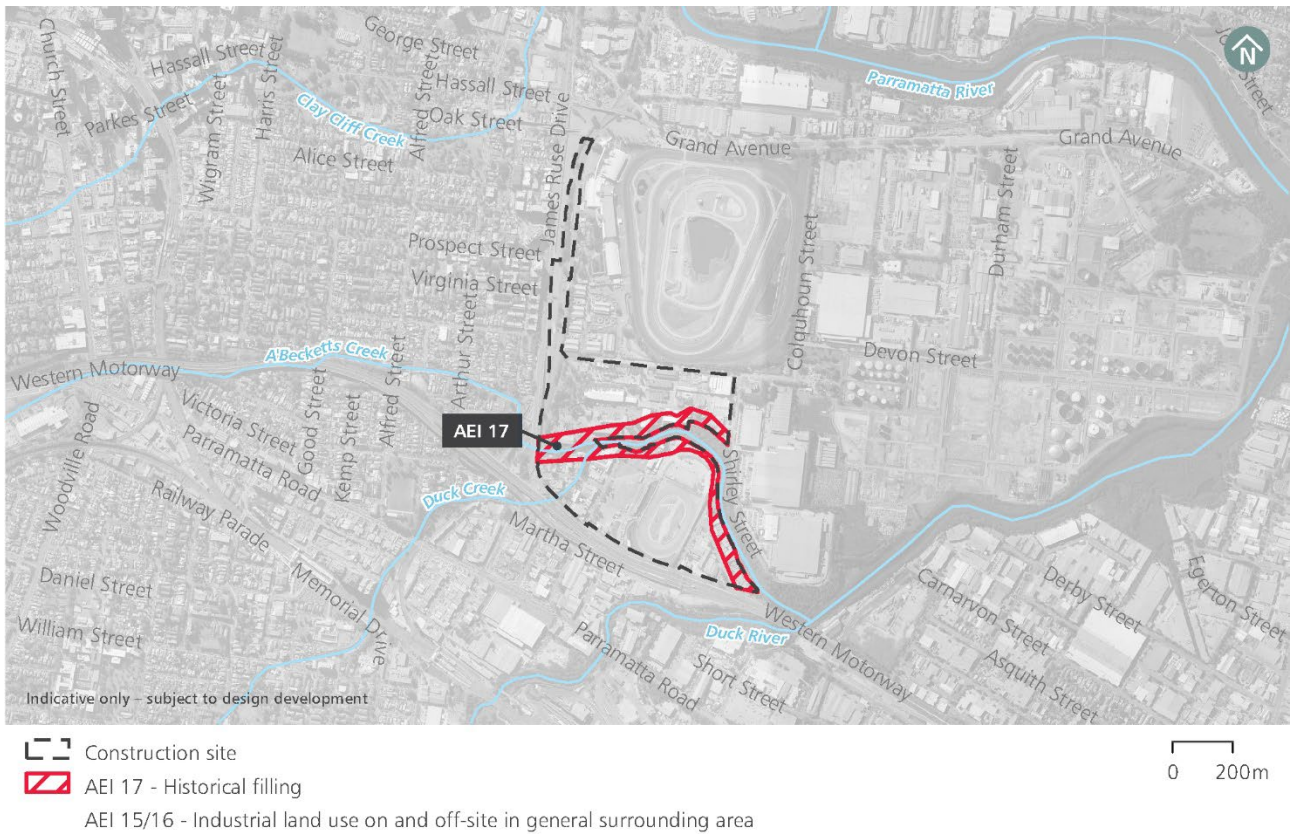 Church Street
Hassall Street
George Street
Hassall Street
Oak Street
Alfred Street
Harris Street
Wigram Street
Parkes Street
Clay Cliff Creek
Alice Street
James Ruse Drive
Grand Avenue
Parramatta River
Grand Avenue
N
Street
Prospect Street
Virginia Street
Arthur Street
Colquhoun Street
Durham Street
Devon Street
A'Becketts Creek
Western Motorway
Victoria Street
Good Street
Alfred Street
Kemp Street
Parramatta Road
Woodville Road
Railway Parade
AEI 17
Duck Creek
Martha Street
Shirley Street
Memorial Drive
Daniel Street
William Street
Duck River
Western Motorway
Parramatta Road
Short Street
Carnarvon Street
Derby Street
Asquith Street
Egerton Street
Indicative only – subject to design development
Construction site
AEI 17 - Historical filling
AEI 15/16 - Industrial land use on and off-site in general surrounding area
0 200m